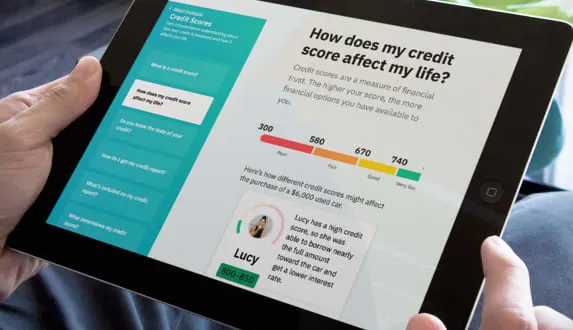 Credit Scores
What is a credit score?
How does my credit score
affect my life?
Do you know the state of your
credit?
How do I get my credit report?
What's included on my credit
report?
What determines my credit
score?
How does my credit
score affect my life?
Credit scores are a measure of financial
trust. The higher your score, the more
financial options you have available to
you.
300
580
670
740
Poor
Fair
Good
Very Go
Here's how different credit scores might affect
the purchase of a $6,000 used car.
Lucy
800-850
Lucy has a high credit
score, so she was
able to borrow nearly
the full amount
toward the car and
get a lower interest
rate.